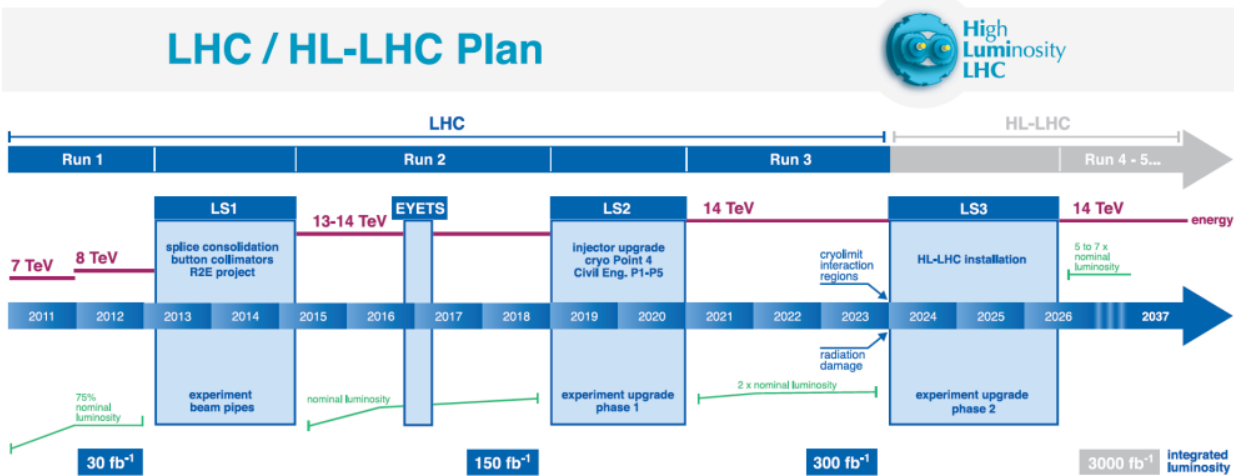 LHC / HL-LHC Plan
High
Luminosity
LHC
LHC
HL-LHC
Run 1
Run 2
Run 3
Run 4 - 5...
LS1
EYETS
LS2
LS3
13-14 TeV
14 TeV
14 TeV
energy
7 TeV
8 TeV
splice consolidation
button collimators
R2E project
injector upgrade
cryo Point 4
Civil Eng. P1-P5
cryolimit
interaction
regions
HL-LHC installation
5 to 7 x
nominal
luminosity
2011
2012
2013
2014
2015
2016
2017
2018
2019
2020
2021
2022
2023
2024
2025
2026
2037
radiation
damage
75%
nominal
luminosity
experiment
beam pipes
nominal luminosity
experiment upgrade
phase 1
2 x nominal luminosity
experiment upgrade
phase 2
30 fb-1
150 fb-1
300 fb-1
3000 fb-1
integrated
luminosity